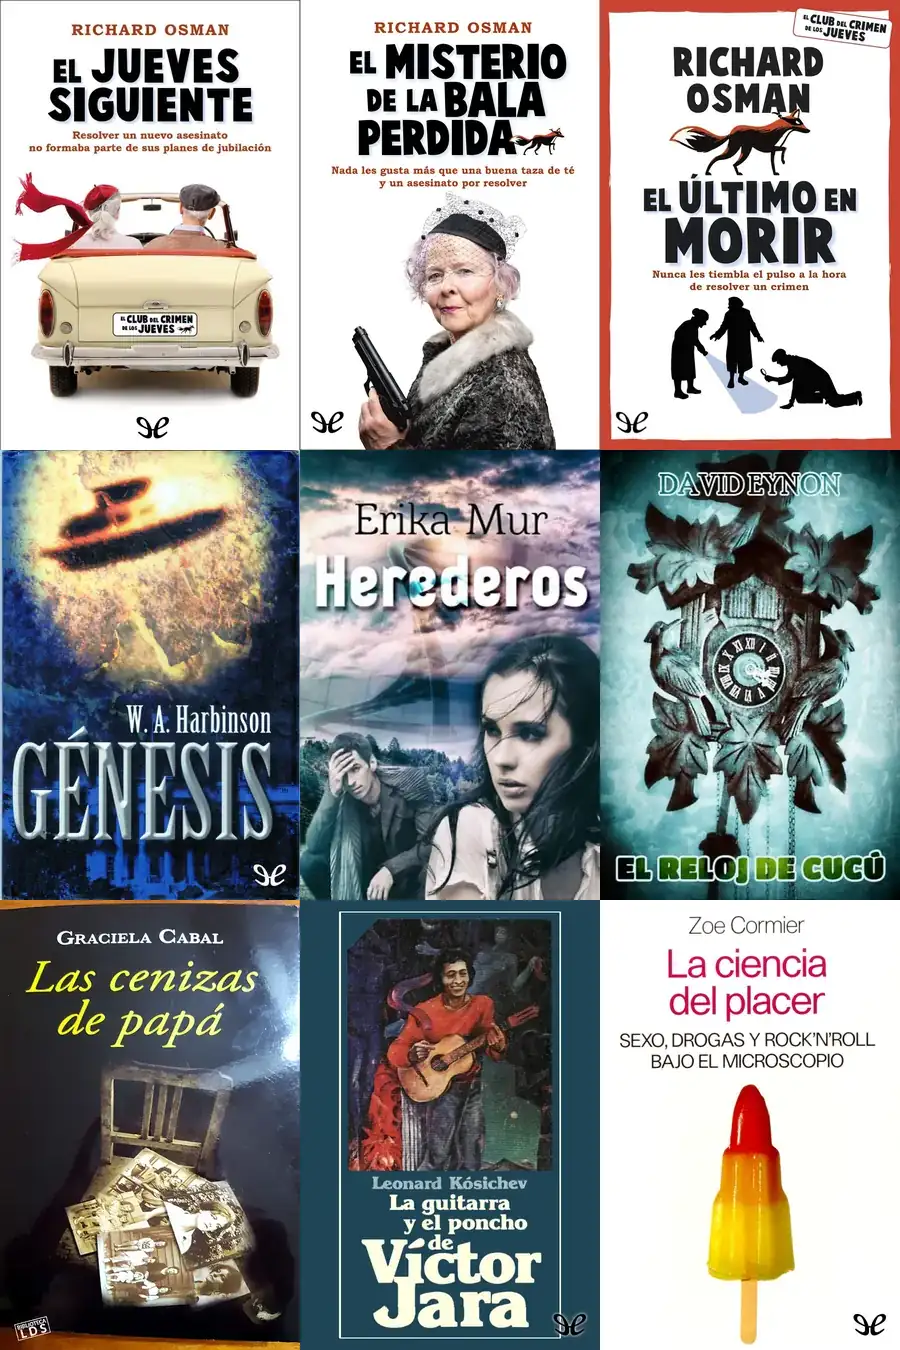 RICHARD OSMAN
EL JUEVES
SIGUIENTE
Resolver un nuevo asesinato
no formaba parte de sus planes de jubilación
EL CLUB DEL CRIMEN
DE LOS JUEVES
RICHARD OSMAN
EL MISTERIO
DE LA BALA
PERDIDA
Nada les gusta más que una buena taza de té
y un asesinato por resolver
EL CLUB DEL CRIMEN
DE LOS JUEVES
RICHARD
OSMAN
EL ÚLTIMO EN
MORIR
Nunca les tiembla el pulso a la hora
de resolver un crimen
W. A. Harbinson
GÉNESIS
Erika Mur
Herederos
DAVID EYNON
EL RELOJ DE CUCÚ
GRACIELA CABAL
Las cenizas
de papá
BIBLIOTECA
LDS
Leonard Kósichev
La guitarra
y el poncho
de
Víctor
Jara
Zoe Cormier
La ciencia
del placer
SEXO, DROGAS Y ROCK'N'ROLL
BAJO EL MICROSCOPIO